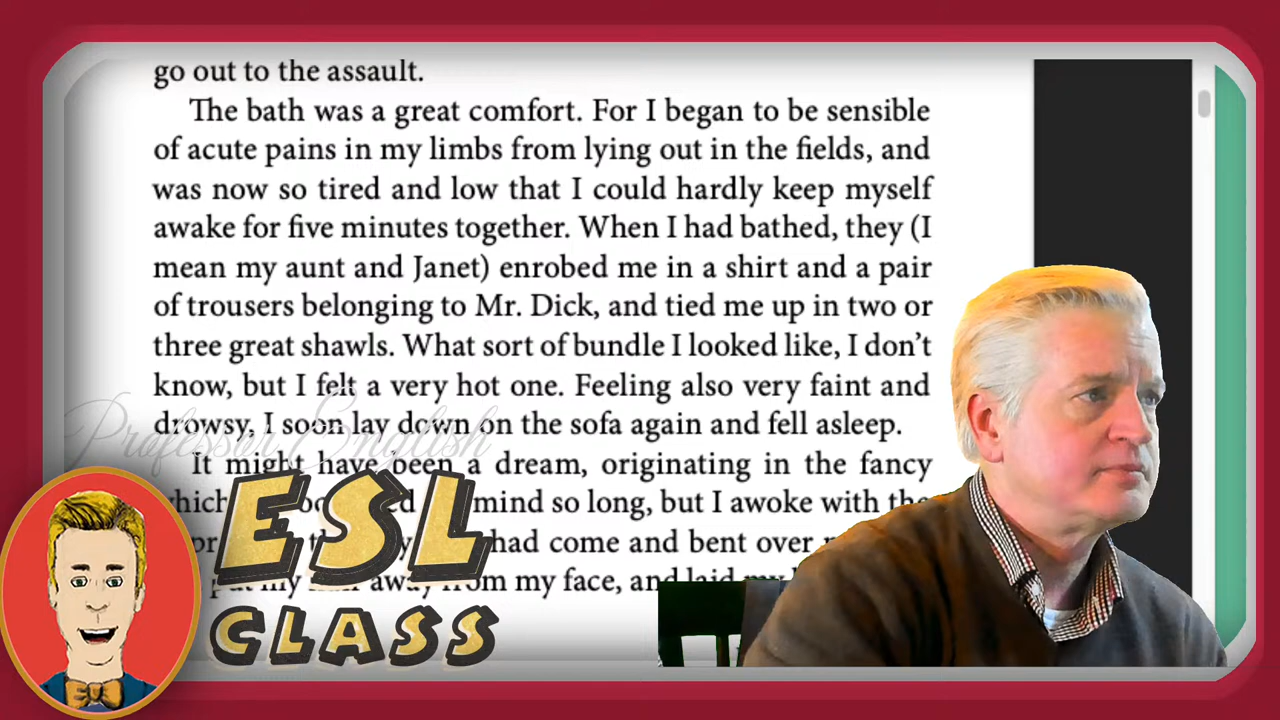 go out to the assault.
The bath was a great comfort. For I began to be sensible
of acute pains in my limbs from lying out in the fields, and
was now so tired and low that I could hardly keep myself
awake for five minutes together. When I had bathed, they (I
mean my aunt and Janet) enrobed me in a shirt and a pair
of trousers belonging to Mr. Dick, and tied me up in two or
three great shawls. What sort of bundle I looked like, I don't
know, but I felt a very hot one. Feeling also very faint and
drowsy, I soon lay down on the sofa again and fell asleep.
Professor English
It might have been a dream, originating in the fancy
mind so long, but I awoke with the
had come and bent over
my away from my face, and laid my
ESL
CLASS